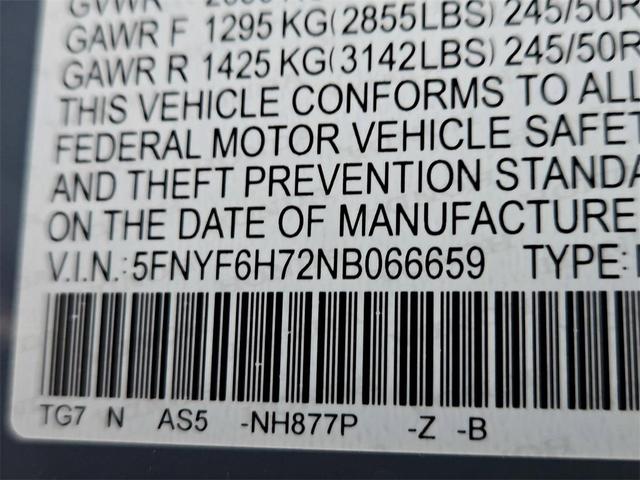 GVWR
GAWR F 1295 KG(2855LBS) 245/50R
GAWR R 1425 KG(3142LBS) 245/50R
THIS VEHICLE CONFORMS TO ALL
FEDERAL MOTOR VEHICLE SAFET
AND THEFT PREVENTION STANDA
ON THE DATE OF MANUFACTURE
V.I.N.: 5FNYF6H72NB066659 TYPE:
TG7 N AS5 -NH877P -Z -B